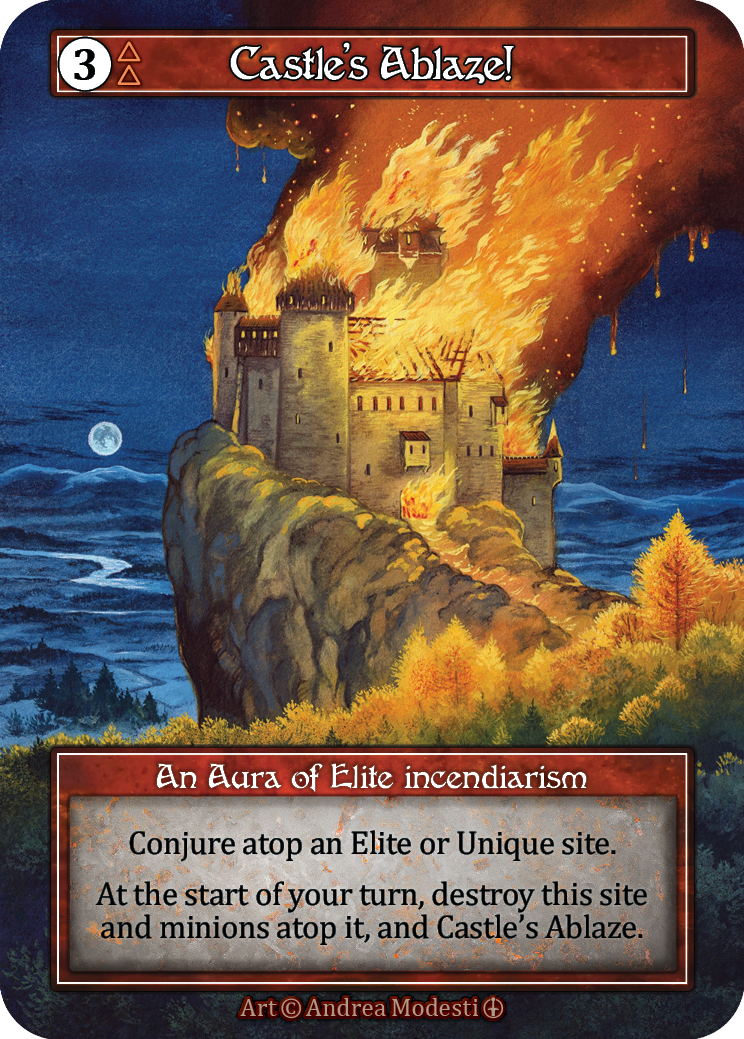 3
Castle's Ablaze!
An Aura of Elite incendiarism
Conjure atop an Elite or Unique site.
At the start of your turn, destroy this site
and minions atop it, and Castle's Ablaze.
Art © Andrea Modesti